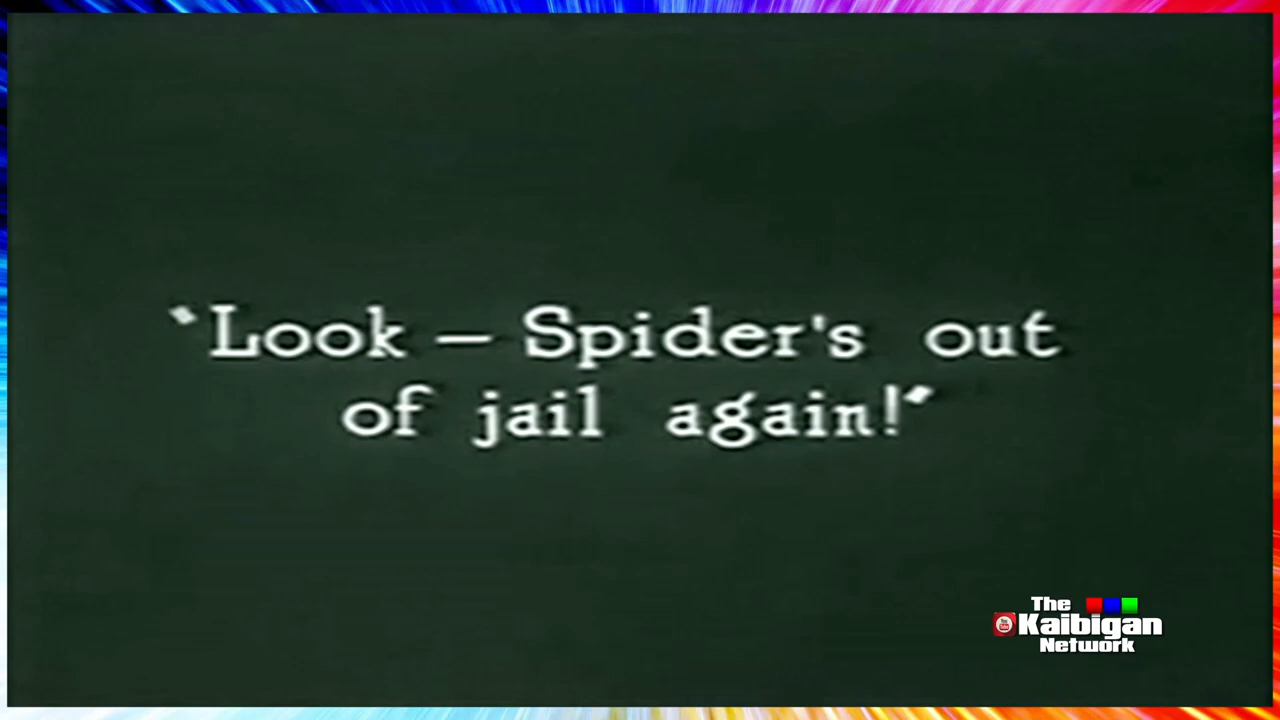 "Look – Spider's out
of jail again!"
The
Kaibigan
Network